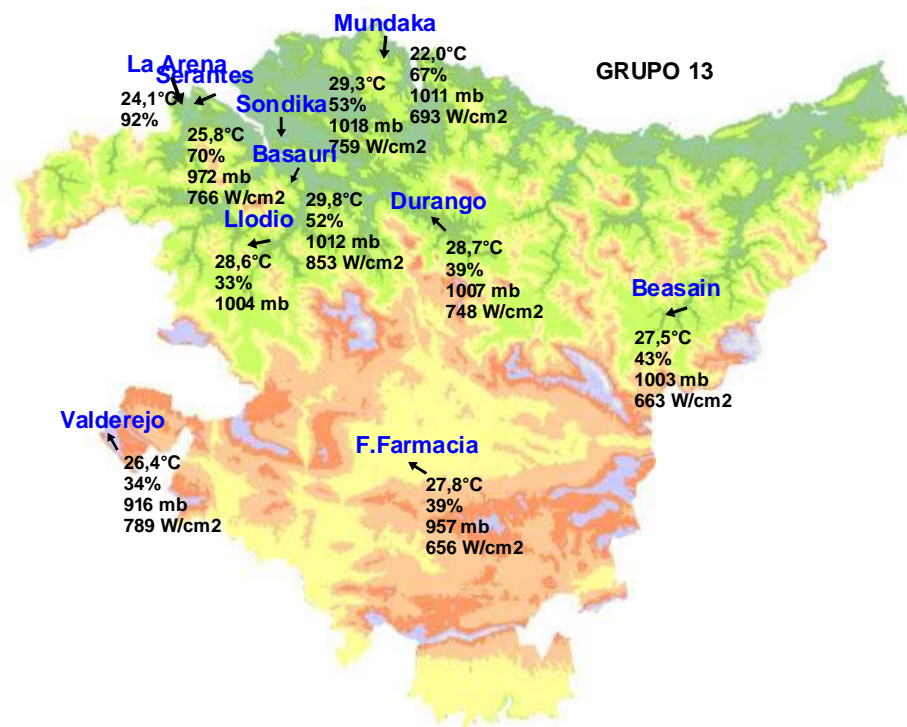 Mundaka
22,0°C
67%
1011 mb
693 W/cm2
GRUPO 13
La Arena
24,1°C
92%
Serantes
25,8°C
70%
972 mb
766 W/cm2
Sondika
29,3°C
53%
1018 mb
759 W/cm2
Basauri
29,8°C
52%
1012 mb
853 W/cm2
Llodio
28,6°C
33%
1004 mb
Durango
28,7°C
39%
1007 mb
748 W/cm2
Beasain
27,5°C
43%
1003 mb
663 W/cm2
Valderejo
26,4°C
34%
916 mb
789 W/cm2
F.Farmacia
27,8°C
39%
957 mb
656 W/cm2